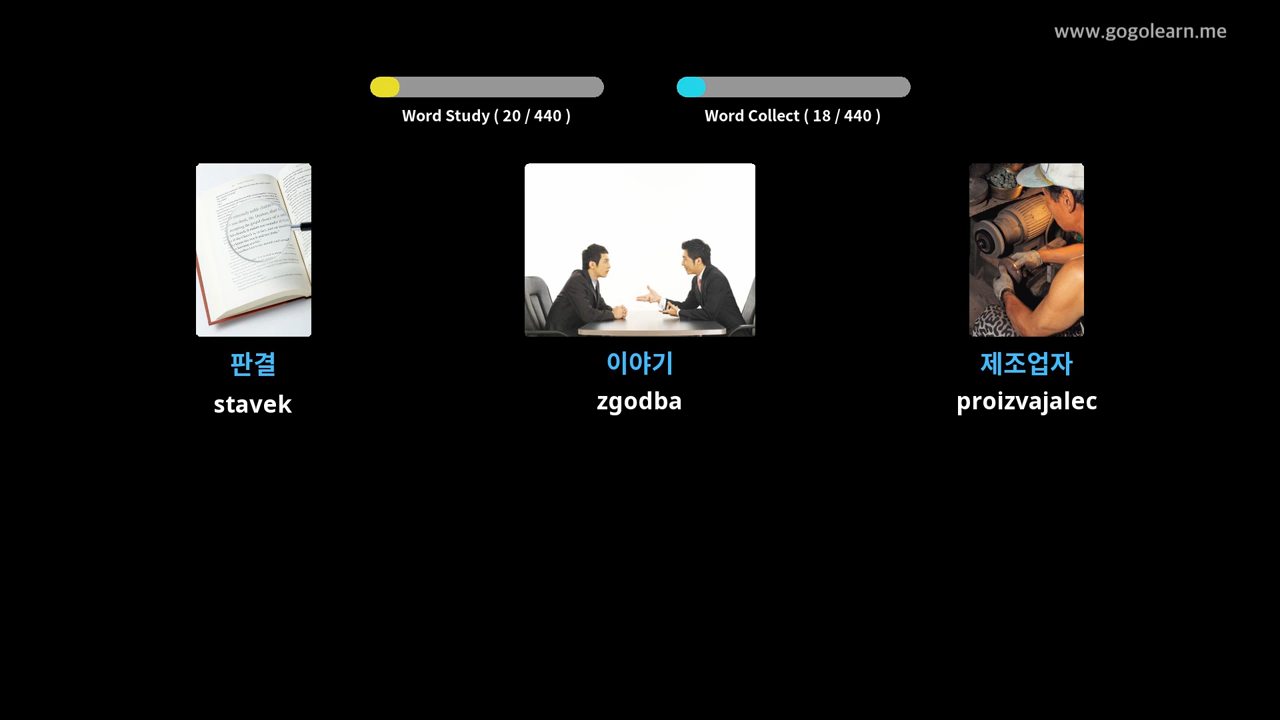 www.gogolearn.me
Word Study ( 20 / 440 )
Word Collect ( 18 / 440 )
판결
stavek
이야기
zgodba
제조업자
proizvajalec